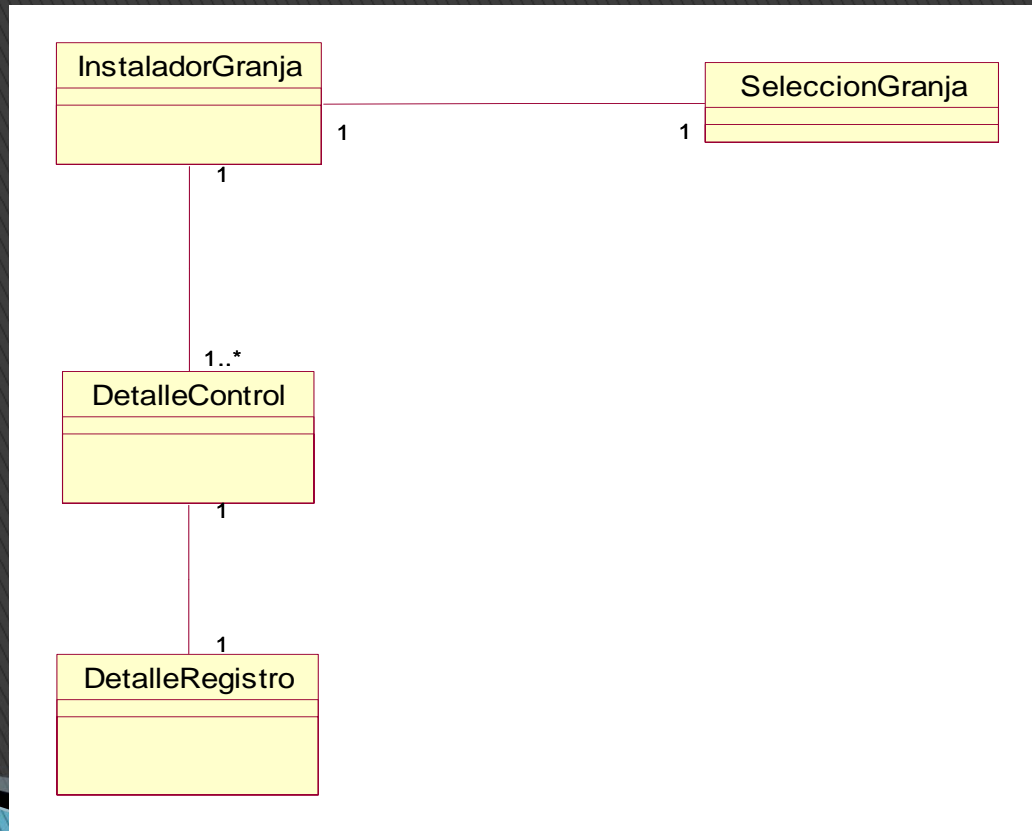 InstaladorGranja
SeleccionGranja
1
1
1
1..*
DetalleControl
1
1
DetalleRegistro